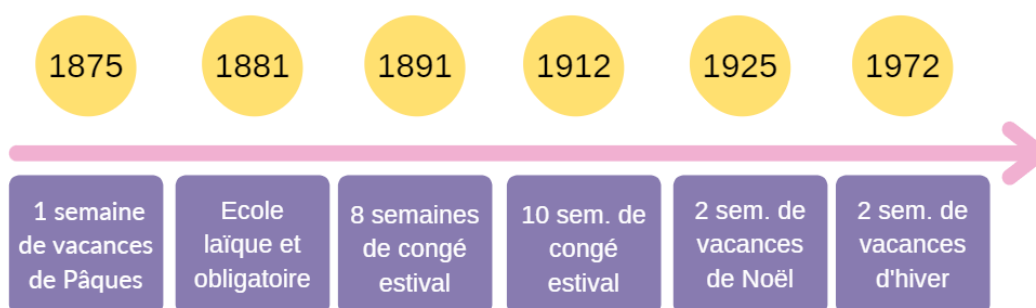 1875
1881
1891
1912
1925
1972
1 semaine
de vacances
de Pâques
Ecole
laïque et
obligatoire
8 semaines
de congé
estival
10 sem. de
congé
estival
2 sem. de
vacances
de Noël
2 sem. de
vacances
d'hiver